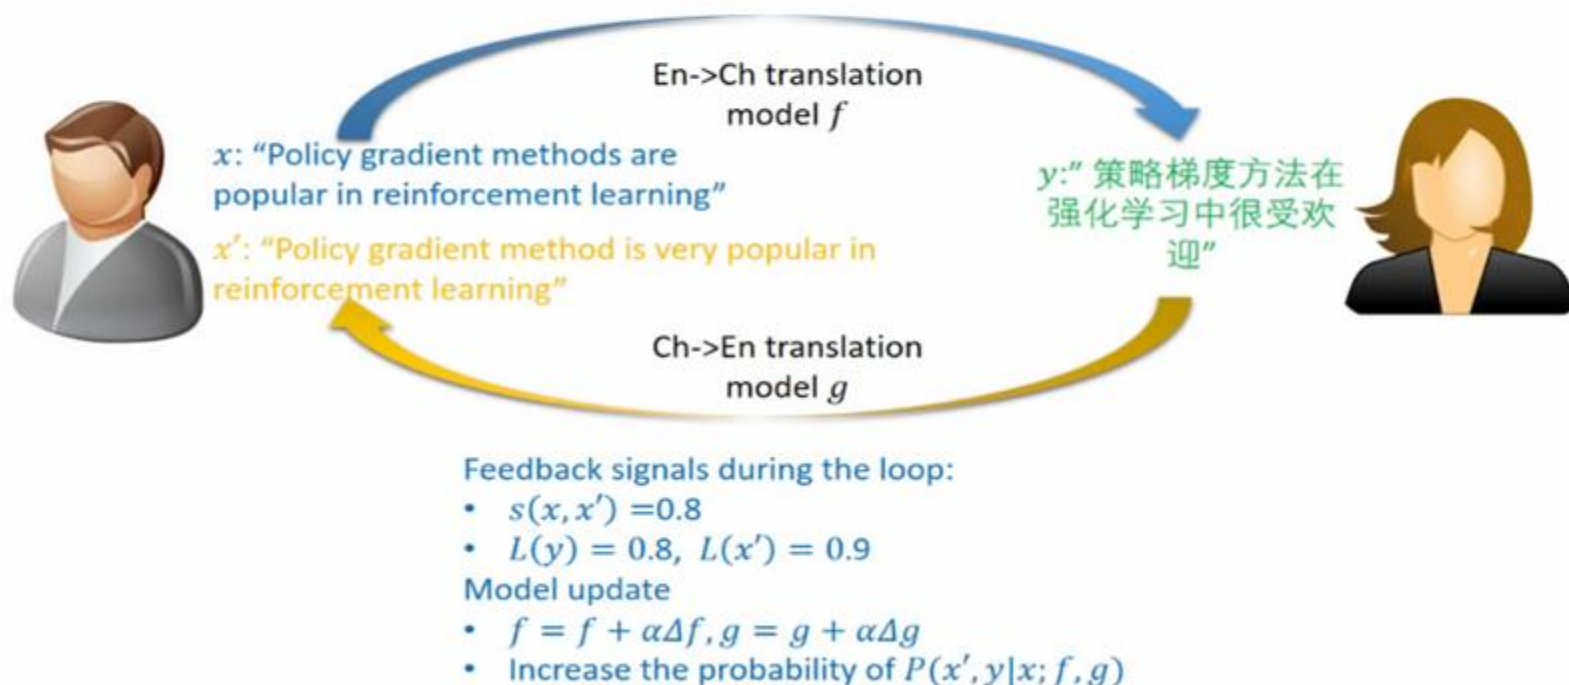 En->Ch translation
model f
x: “Policy gradient methods are
popular in reinforcement learning”
x′: “Policy gradient method is very popular in
reinforcement learning”
y:” 策略梯度方法在
强化学习中很受欢
迎”
Ch->En translation
model g
Feedback signals during the loop:
• s(x, x′) =0.8
• L(y) = 0.8, L(x′) = 0.9
Model update
• f = f + αΔf, g = g + αΔg
• Increase the probability of P(x′, y|x; f, g)